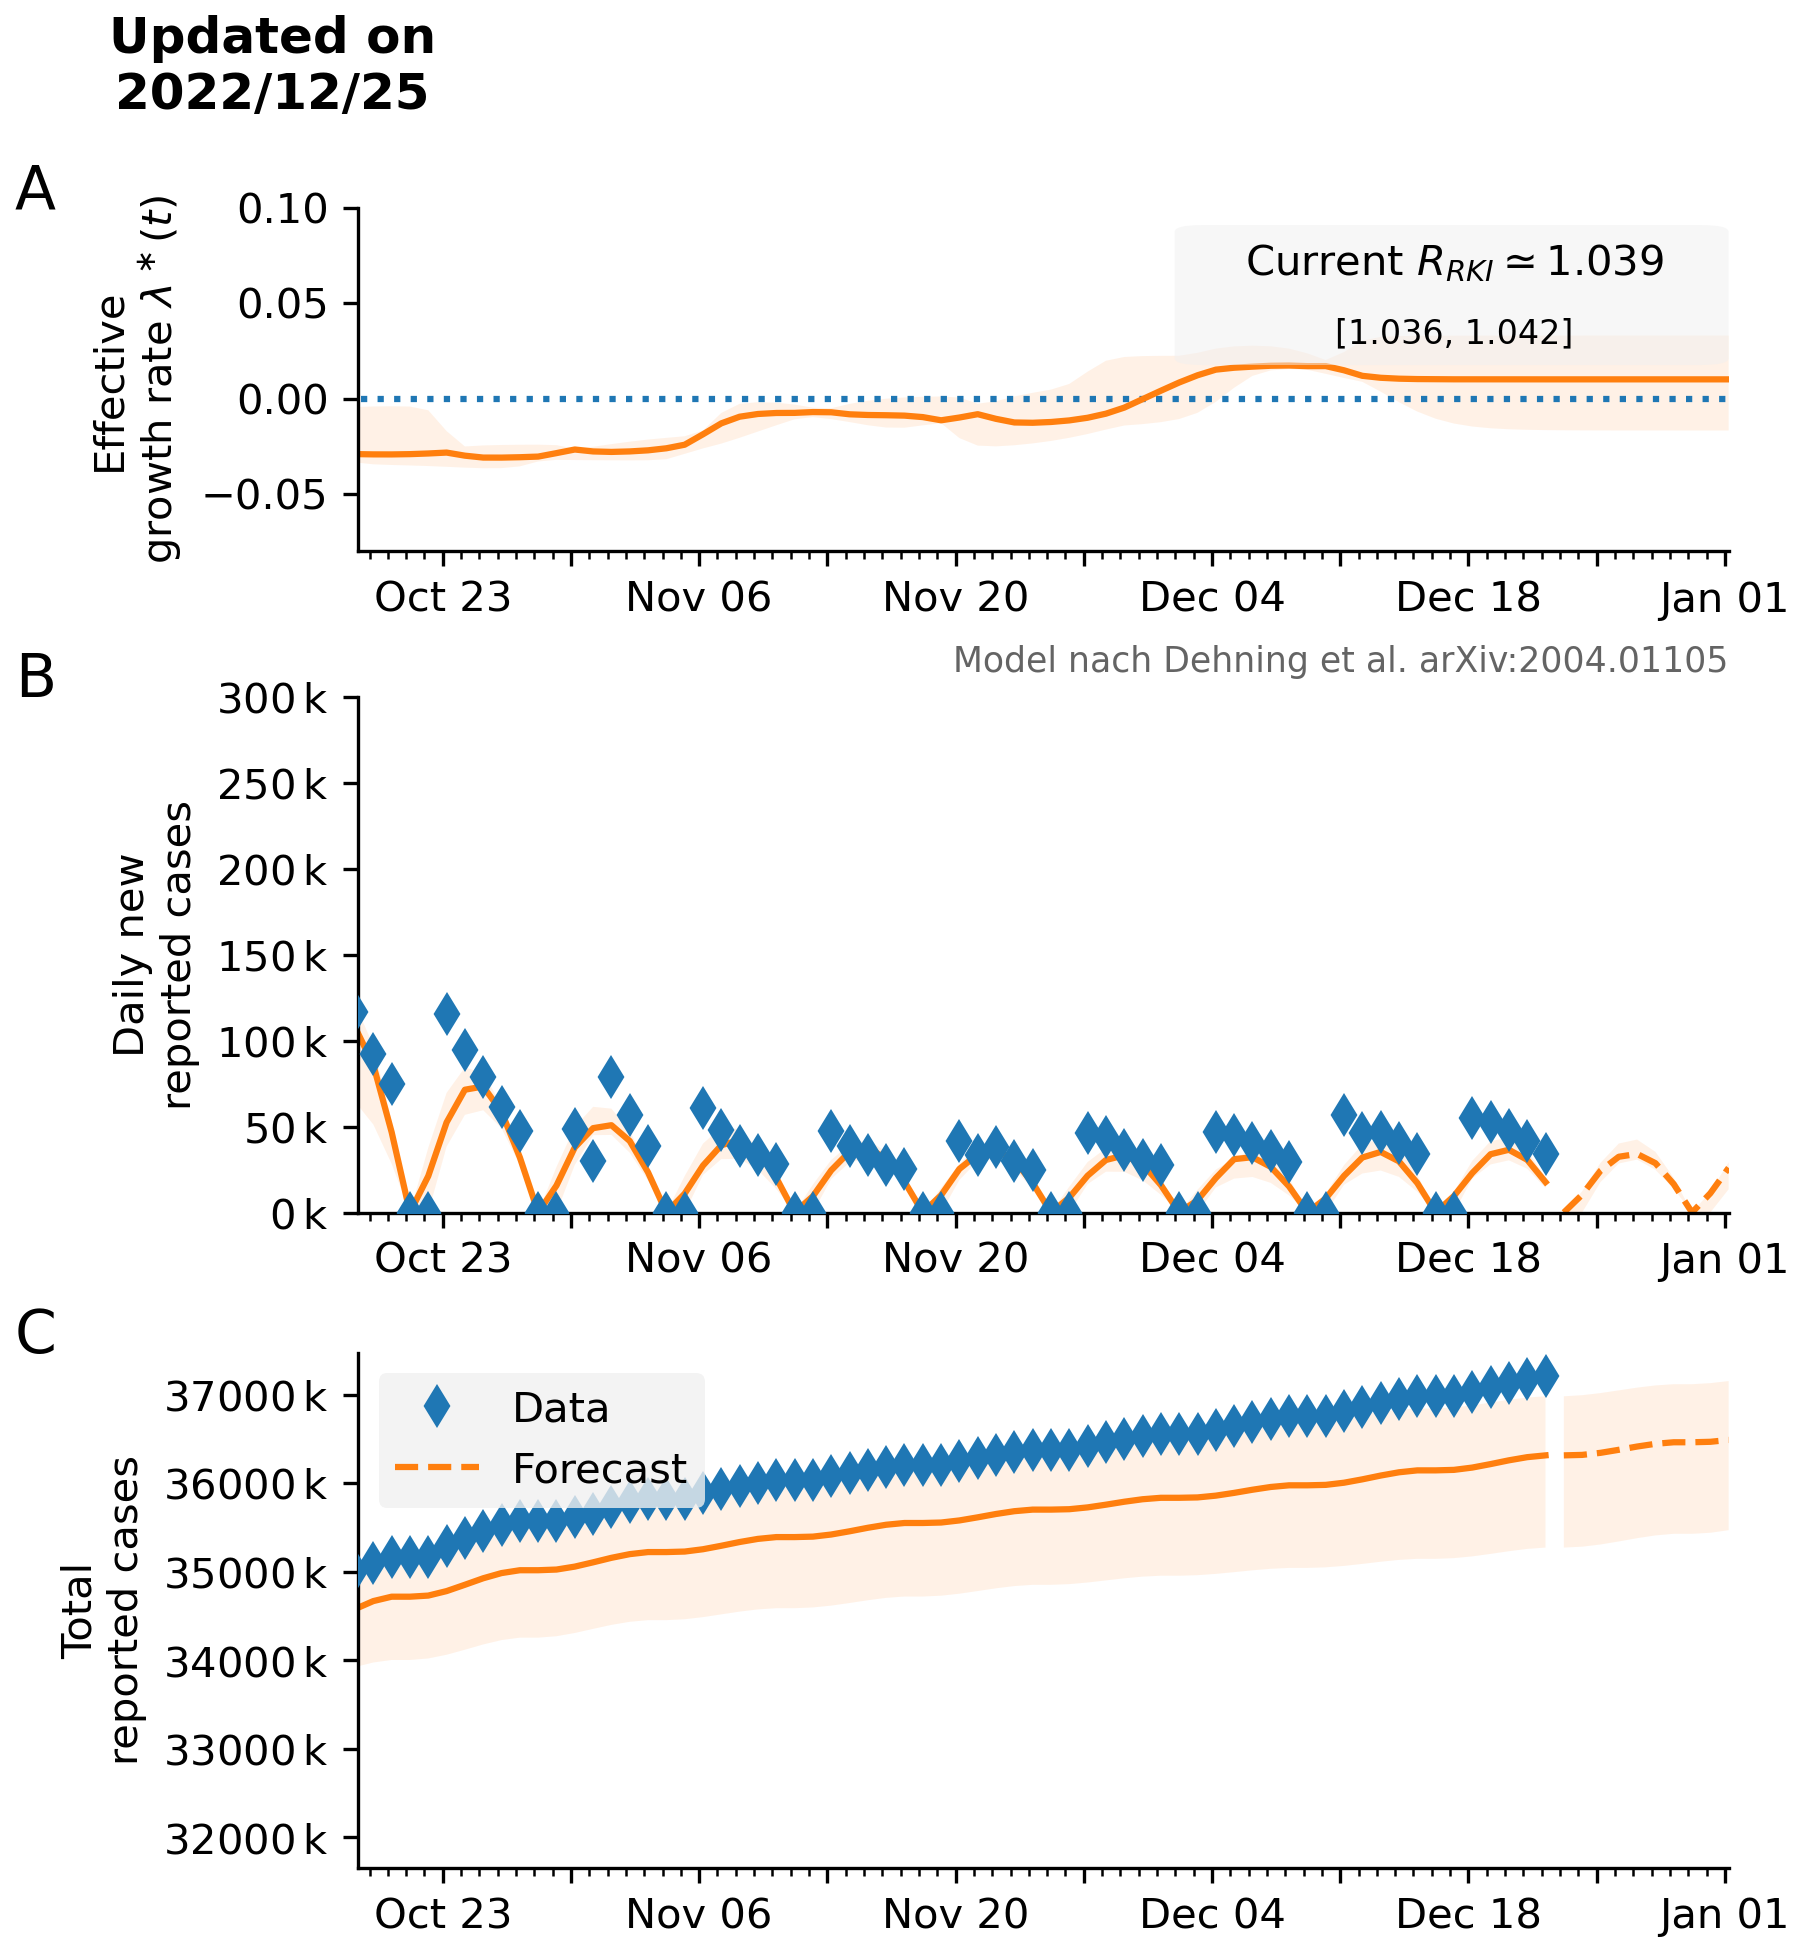 Updated on
2022/12/25
A
Effective
growth rate λ * (t)
0.10
0.05
0.00
−0.05
Current R_RKI ≃ 1.039
[1.036, 1.042]
Oct 23 Nov 06 Nov 20 Dec 04 Dec 18 Jan 01
Model nach Dehning et al. arXiv:2004.01105
B
Daily new
reported cases
300 k
250 k
200 k
150 k
100 k
50 k
0 k
Oct 23 Nov 06 Nov 20 Dec 04 Dec 18 Jan 01
C
Total
reported cases
37000 k
36000 k
35000 k
34000 k
33000 k
32000 k
Data
Forecast
Oct 23 Nov 06 Nov 20 Dec 04 Dec 18 Jan 01